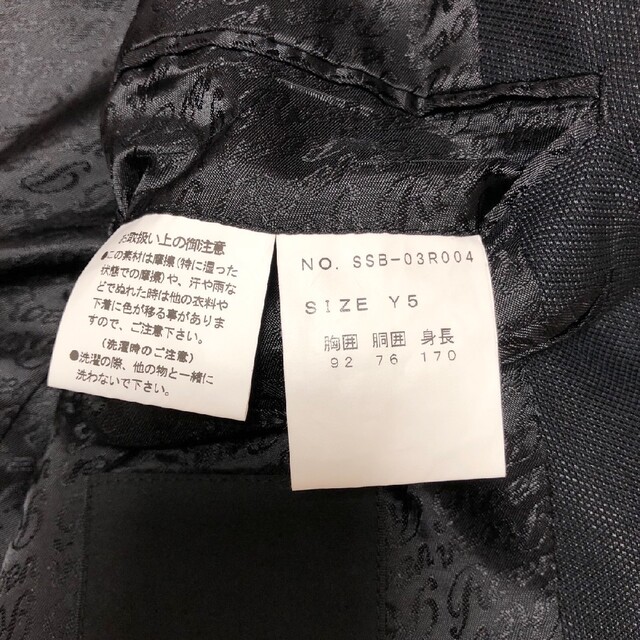 お取扱い上の御注意
●この素材は摩擦(特に湿った
状態での摩擦)や、汗や雨な
どでぬれた時は他の衣料や
下着に色が移る事がありま
すので、ご注意下さい。
(洗濯時のご注意)
●洗濯の際、他の物と一緒に
洗わないで下さい。
NO. SSB-03R004
SIZE Y5
胸囲 胴囲 身長
92 76 170